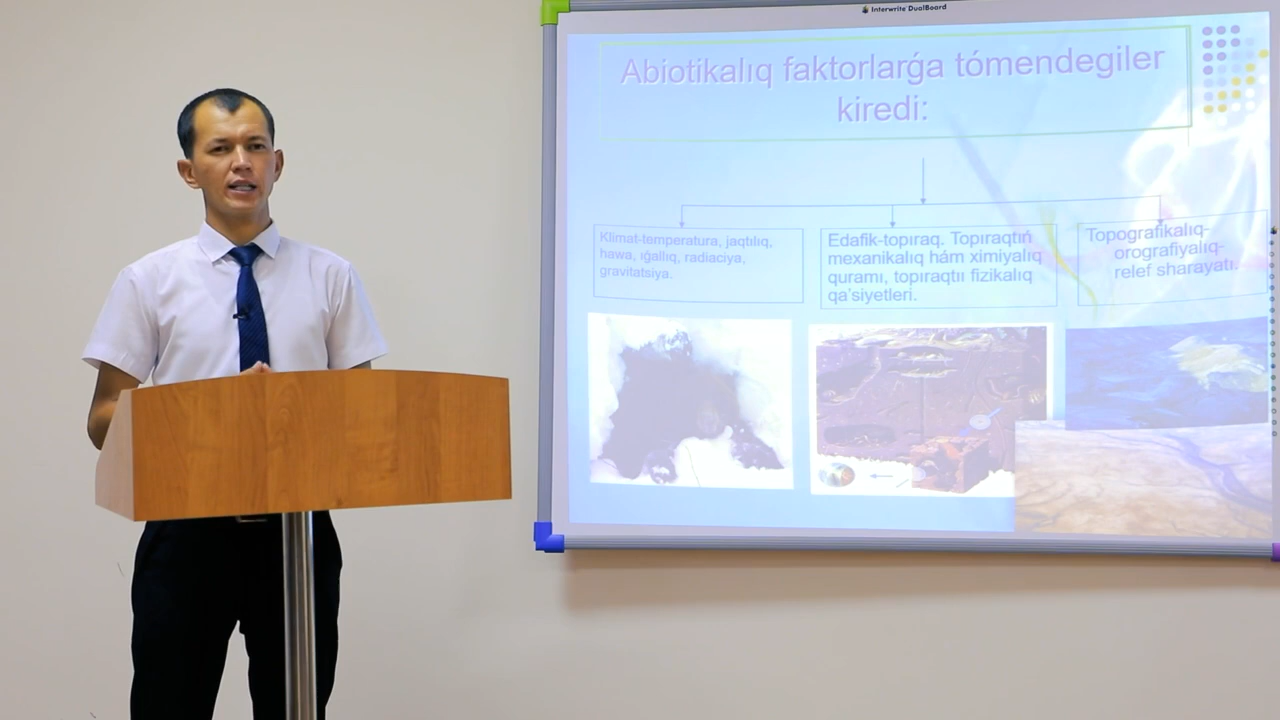 Interwrite DualBoard
Abiotikalıq faktorlarǵa tómendegiler
kiredi:
Klimat-temperatura, jaqtılıq,
hawa, ıǵallıq, radiaciya,
gravitatsiya.
Edafik-topıraq. Topıraqtıń
mexanikalıq hám ximiyalıq
quramı, topıraqtıı fizikalıq
qa'siyetleri.
Topografikalıq-
orografiyalıq-
relef sharayatı.